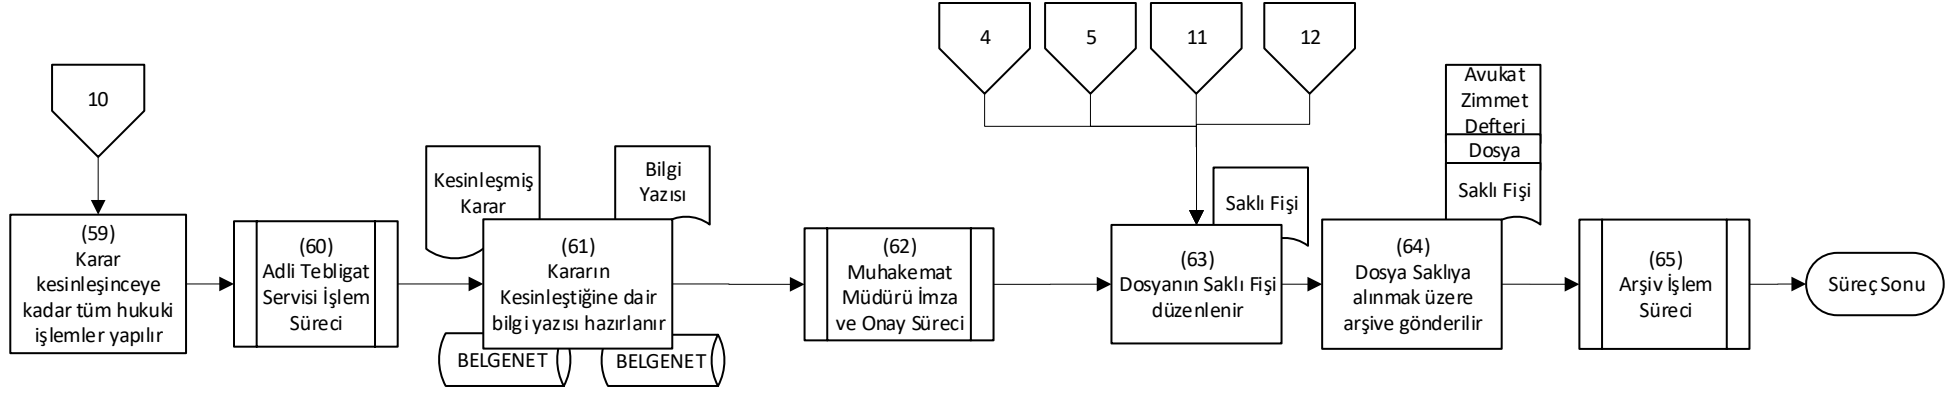 10
4
5
11
12
(59)
Karar
kesinleşinceye
kadar tüm hukuki
işlemler yapılır
(60)
Adli Tebligat
Servisi İşlem
Süreci
Kesinleşmiş
Karar
Bilgi
Yazısı
(61)
Kararın
Kesinleştiğine dair
bilgi yazısı hazırlanır
BELGENET
BELGENET
(62)
Muhakemat
Müdürü İmza
ve Onay Süreci
Saklı Fişi
(63)
Dosyanın Saklı Fişi
düzenlenir
Avukat
Zimmet
Defteri
Dosya
Saklı Fişi
(64)
Dosya Saklıya
alınmak üzere
arşive gönderilir
(65)
Arşiv İşlem
Süreci
Süreç Sonu